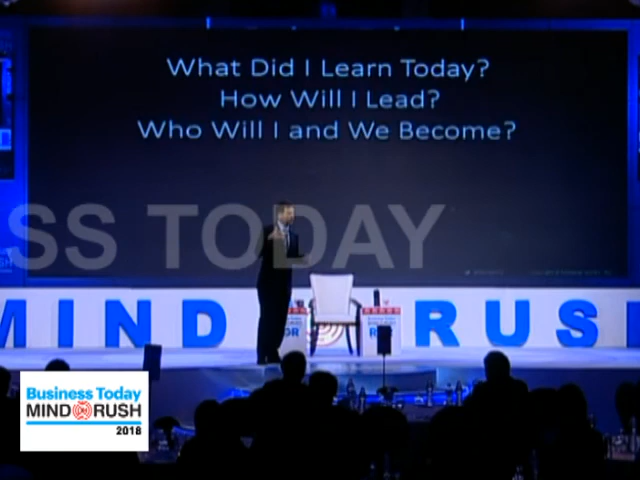 What Did I Learn Today?
How Will I Lead?
Who Will I and We Become?
SS TODAY
MIND RUSH
Business Today
MIND RUSH
2018